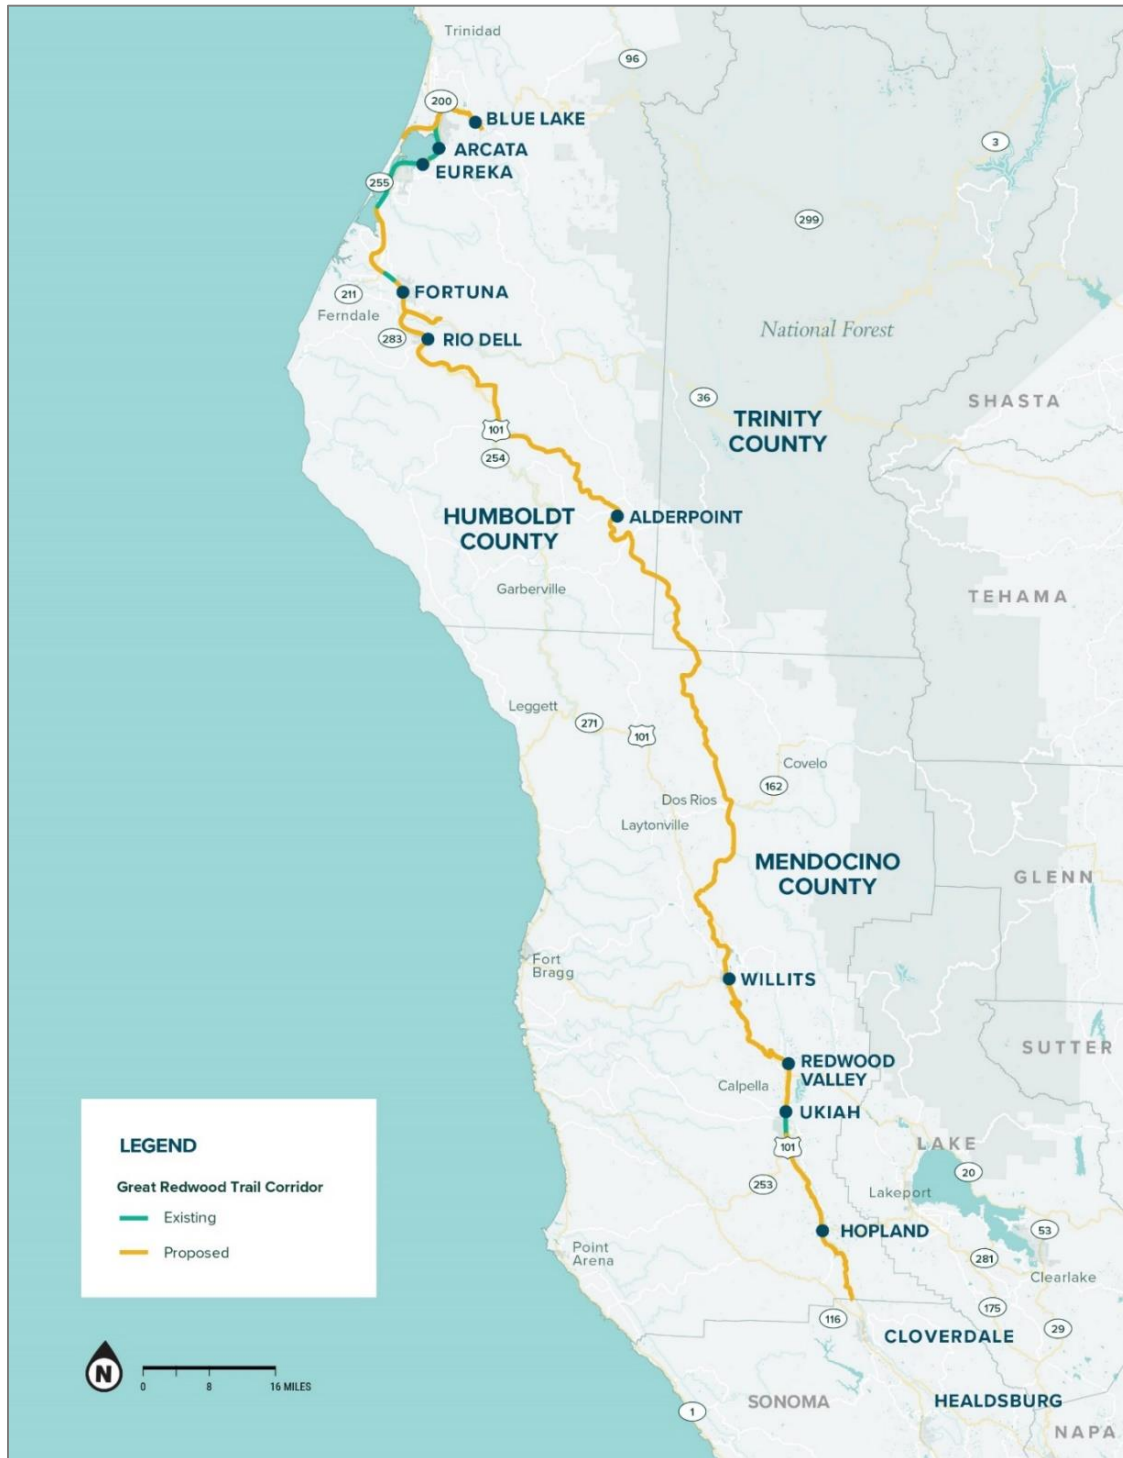 Trinidad
96
200
BLUE LAKE
3
ARCATA
EUREKA
255
299
FORTUNA
211
Ferndale
283
RIO DELL
National Forest
36
SHASTA
TRINITY
COUNTY
101
254
HUMBOLDT
COUNTY
ALDERPOINT
Garberville
TEHAMA
Leggett
271
101
Covelo
162
Dos Rios
Laytonville
MENDOCINO
COUNTY
GLENN
Fort
Bragg
WILLITS
SUTTER
REDWOOD
VALLEY
Calpella
UKIAH
101
LAKE
20
253
Lakeport
HOPLAND
53
Point
Arena
281
Clearlake
175
116
29
CLOVERDALE
SONOMA
HEALDSBURG
1
NAPA
LEGEND
Great Redwood Trail Corridor
Existing
Proposed
N
0 8 16 MILES